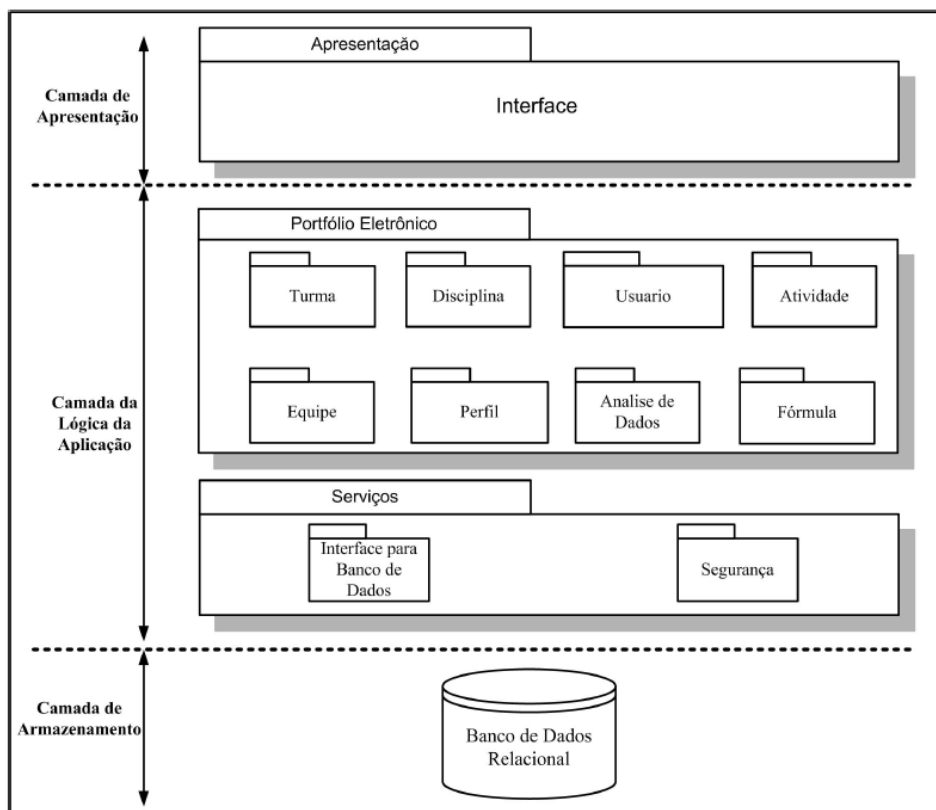 Apresentação
Camada de
Apresentação
Interface
Portfólio Eletrônico
Turma
Disciplina
Usuario
Atividade
Camada da
Lógica da
Aplicação
Equipe
Perfil
Analise de
Dados
Fórmula
Serviços
Interface para
Banco de
Dados
Segurança
Camada de
Armazenamento
Banco de Dados
Relacional